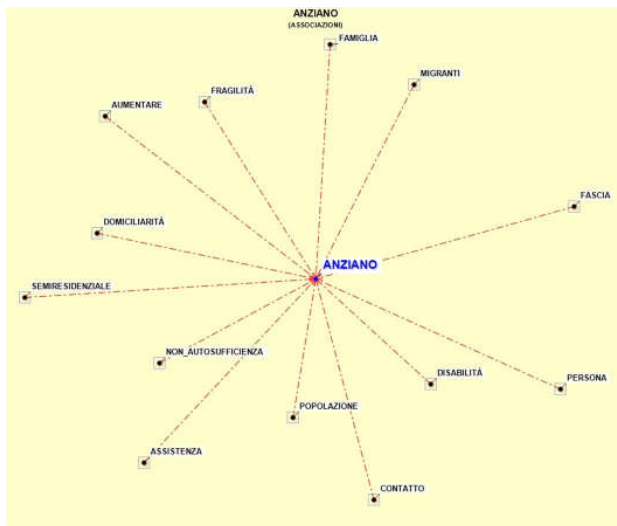 ANZIANO
(ASSOCIAZIONI)
FAMIGLIA
MIGRANTI
FRAGILITÀ
AUMENTARE
FASCIA
DOMICILIARITÀ
ANZIANO
SEMIRESIDENZIALE
NON_AUTOSUFFICIENZA
DISABILITÀ
PERSONA
POPOLAZIONE
ASSISTENZA
CONTATTO